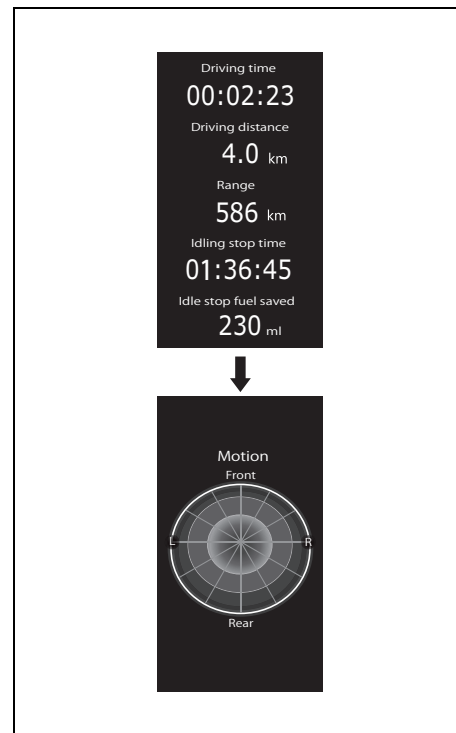 Driving time
00:02:23
Driving distance
4.0 km
Range
586 km
Idling stop time
01:36:45
Idle stop fuel saved
230 ml
Motion
Front
L R
Rear